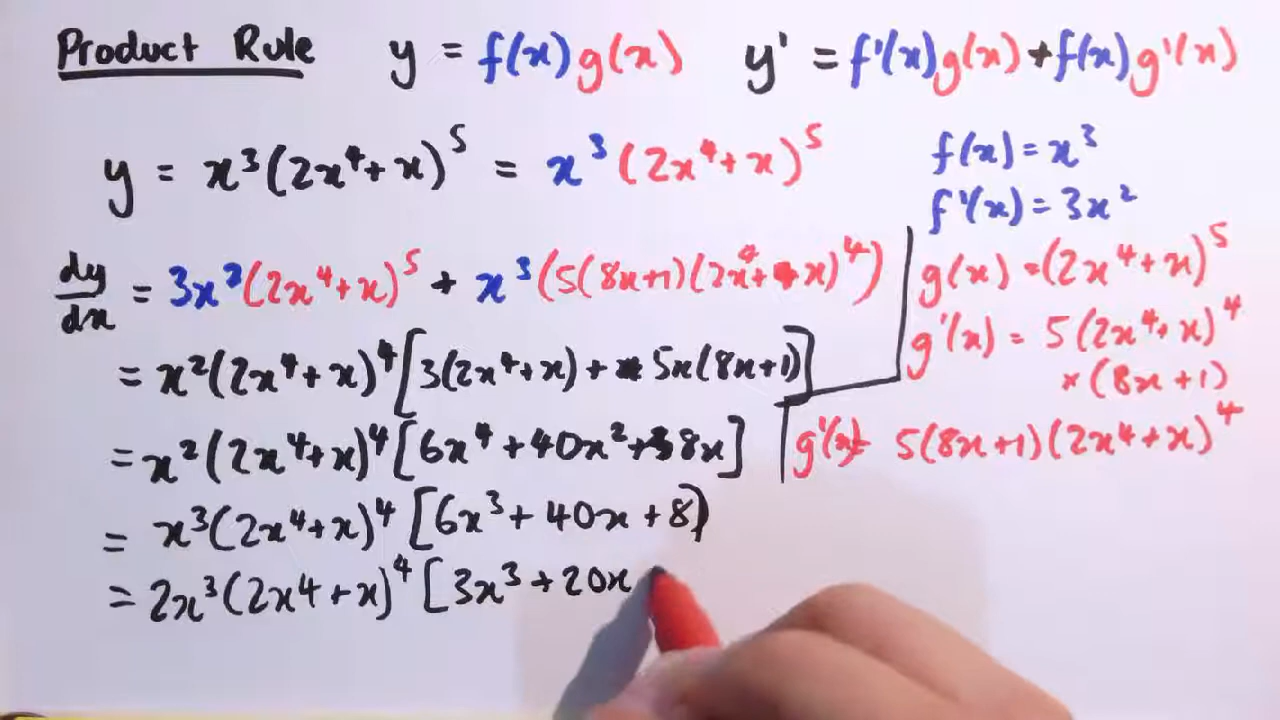 Product Rule y = f(x)g(x) y' = f'(x)g(x)+f(x)g'(x)
y = x³(2x⁴+x)⁵ = x³(2x⁴+x)⁵
f(x) = x³
f'(x) = 3x²
dy/dx = 3x²(2x⁴+x)⁵ + x³(5(8x+1)(2x⁴+x)⁴)
= x²(2x⁴+x)⁴[3(2x⁴+x) + 5x(8x+1)]
= x²(2x⁴+x)⁴[6x⁴+40x²+8x]
= x³(2x⁴+x)⁴[6x³+40x+8)
= 2x³(2x⁴+x)⁴[3x³+20x
g(x) = (2x⁴+x)⁵
g'(x) = 5(2x⁴+x)⁴
×(8x+1)
g'(x)= 5(8x+1)(2x⁴+x)⁴